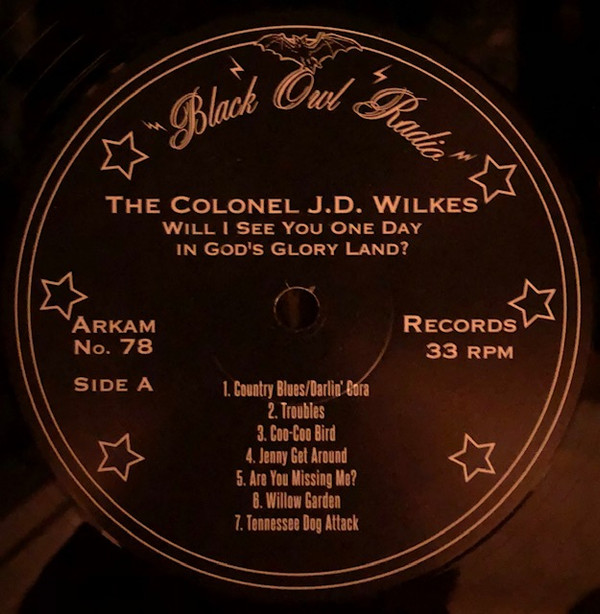 Black Owl Radio
THE COLONEL J.D. WILKES
WILL I SEE YOU ONE DAY
IN GOD'S GLORY LAND?
ARKAM
No. 78
RECORDS
33 RPM
SIDE A
1. Country Blues/Darlin' Cora
2. Troubles
3. Coo-Coo Bird
4. Jenny Get Around
5. Are You Missing Me?
6. Willow Garden
7. Tennessee Dog Attack